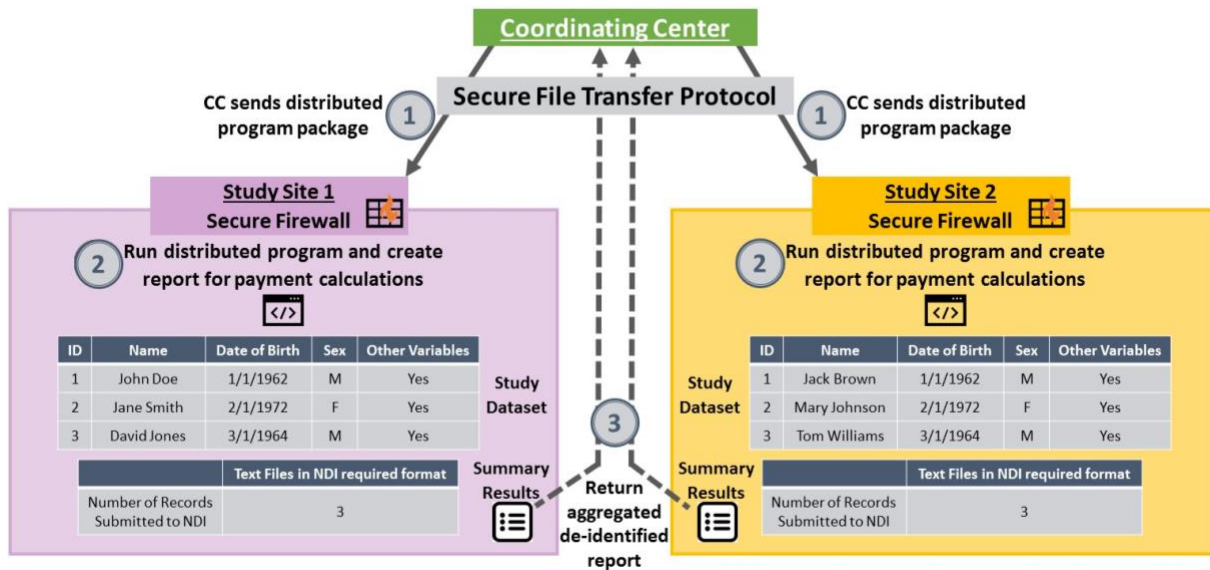 Coordinating Center
Secure File Transfer Protocol
1
CC sends distributed
program package
1
CC sends distributed
program package
Study Site 1
Secure Firewall
2
Run distributed program and create
report for payment calculations
</>
ID Name Date of Birth Sex Other Variables
1 John Doe 1/1/1962 M Yes
2 Jane Smith 2/1/1972 F Yes
3 David Jones 3/1/1964 M Yes
Study
Dataset
Text Files in NDI required format
Number of Records
Submitted to NDI
3
Summary
Results
3
Return
aggregated
de-identified
report
Study Site 2
Secure Firewall
2
Run distributed program and create
report for payment calculations
</>
Study
Dataset
ID Name Date of Birth Sex Other Variables
1 Jack Brown 1/1/1962 M Yes
2 Mary Johnson 2/1/1972 F Yes
3 Tom Williams 3/1/1964 M Yes
Summary
Results
Text Files in NDI required format
Number of Records
Submitted to NDI
3